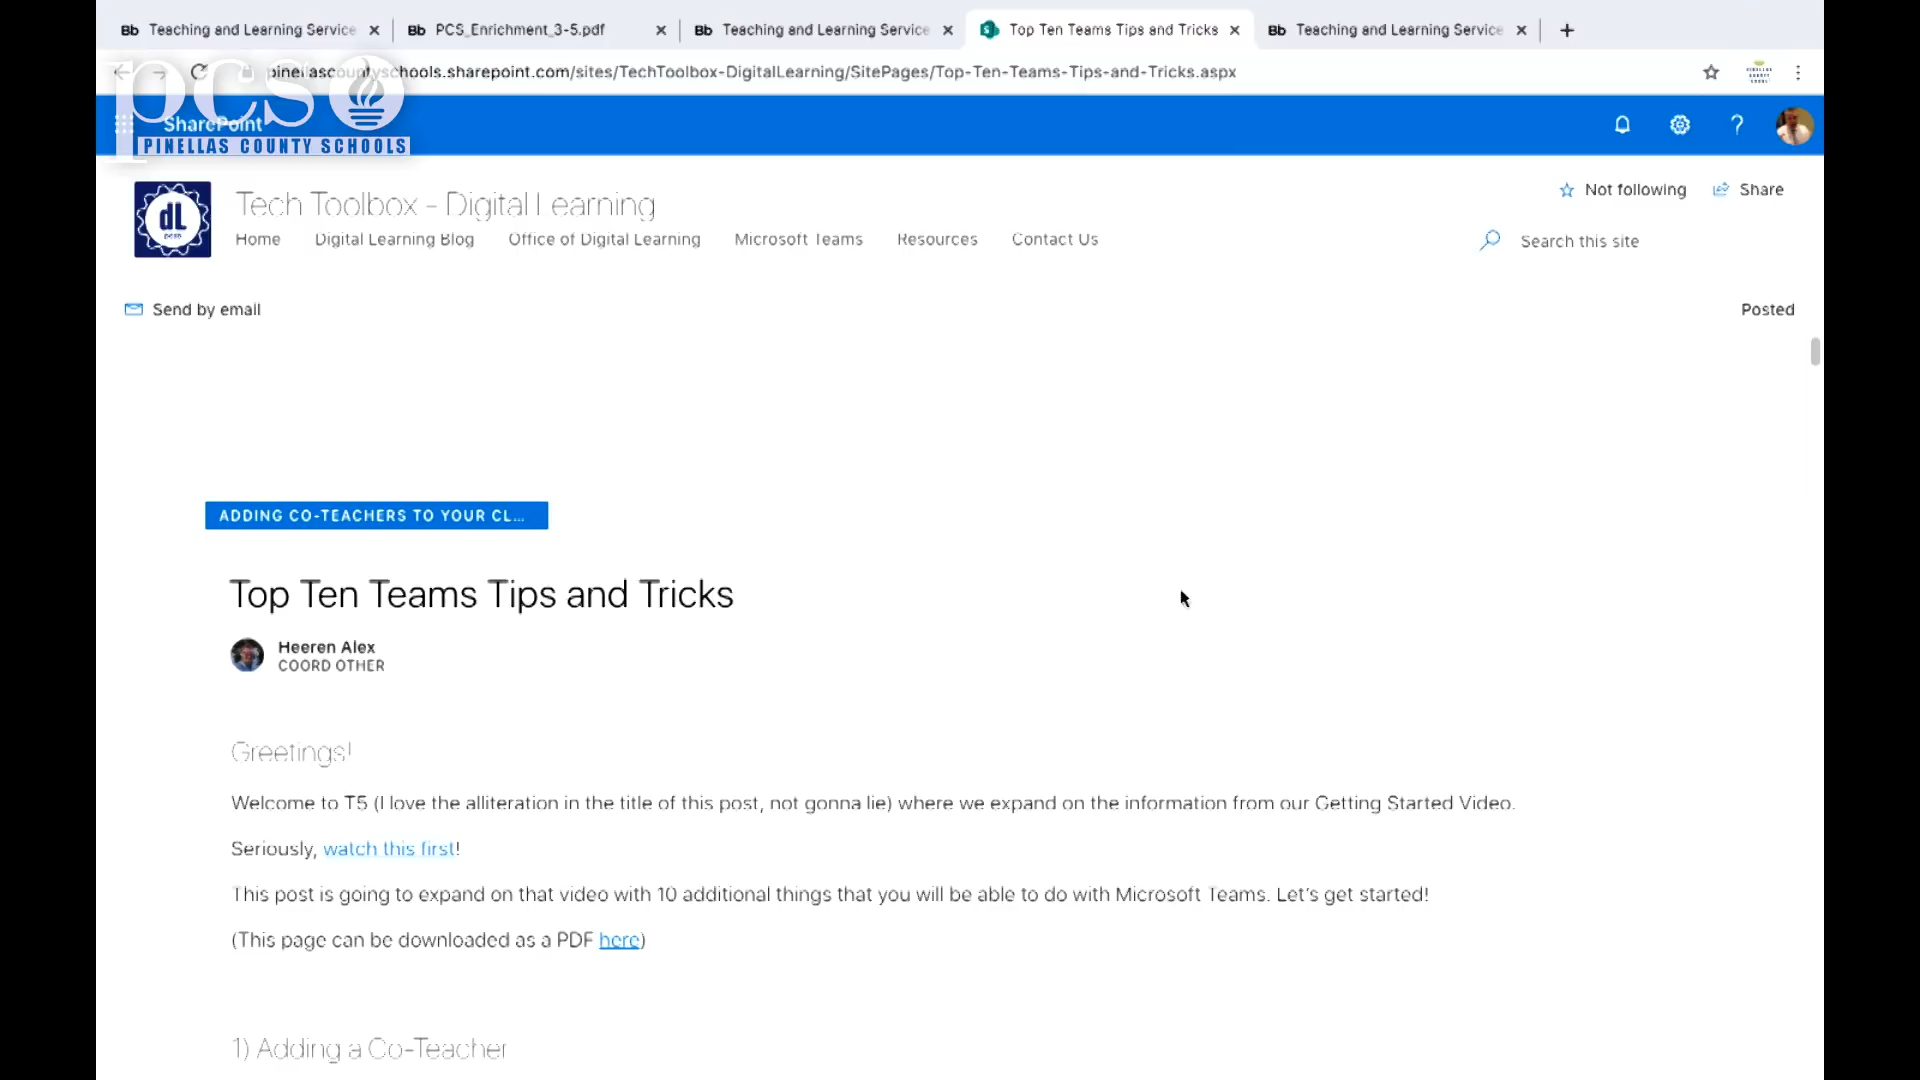 Bb Teaching and Learning Service
Bb PCS_Enrichment_3-5.pdf
Bb Teaching and Learning Service
Top Ten Teams Tips and Tricks
Bb Teaching and Learning Service
pinellascountyschools.sharepoint.com/sites/TechToolbox-DigitalLearning/SitePages/Top-Ten-Teams-Tips-and-Tricks.aspx
pcs
SharePoint
PINELLAS COUNTY SCHOOLS
dL
Tech Toolbox - Digital Learning
Not following
Share
Home
Digital Learning Blog
Office of Digital Learning
Microsoft Teams
Resources
Contact Us
Search this site
Send by email
Posted
ADDING CO-TEACHERS TO YOUR CL...
Top Ten Teams Tips and Tricks
Heeren Alex
COORD OTHER
Greetings!
Welcome to T5 (I love the alliteration in the title of this post, not gonna lie) where we expand on the information from our Getting Started Video.
Seriously, watch this first!
This post is going to expand on that video with 10 additional things that you will be able to do with Microsoft Teams. Let's get started!
(This page can be downloaded as a PDF here)
1) Adding a Co-Teacher